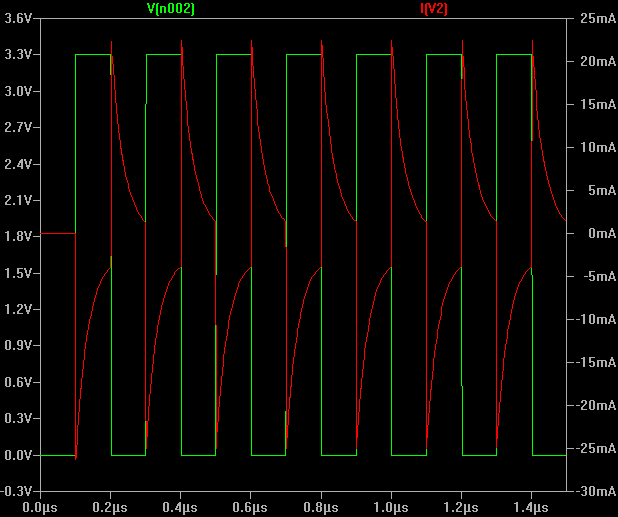 V(n002) I(V2)
3.6V 25mA
3.3V 20mA
3.0V 15mA
2.7V 10mA
2.4V 5mA
2.1V 0mA
1.8V -5mA
1.5V -10mA
1.2V -15mA
0.9V -20mA
0.6V -25mA
0.3V -30mA
0.0V
-0.3V
0.0µs 0.2µs 0.4µs 0.6µs 0.8µs 1.0µs 1.2µs 1.4µs